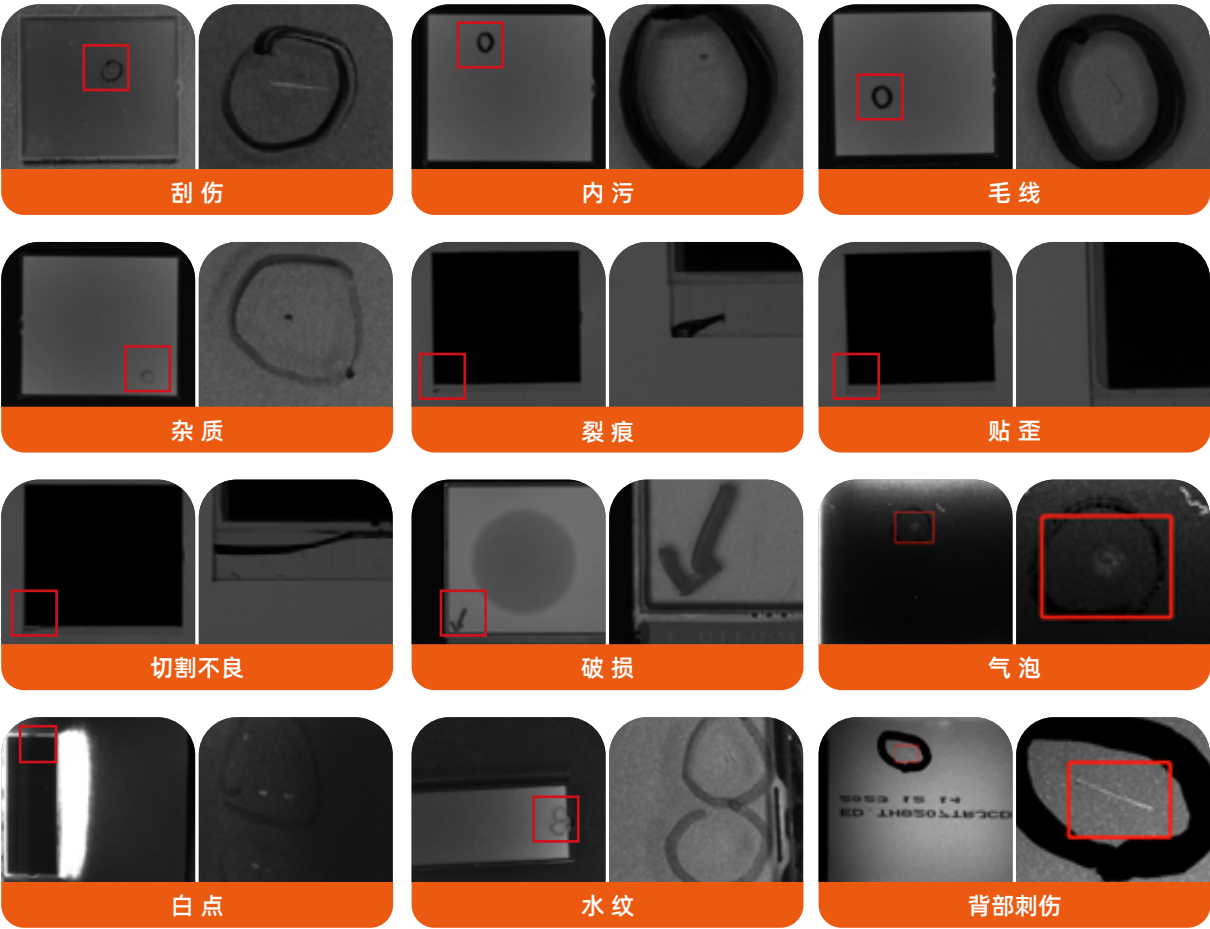 刮伤
内污
毛线
杂质
裂痕
贴歪
切割不良
破损
气泡
白点
水纹
背部刺伤